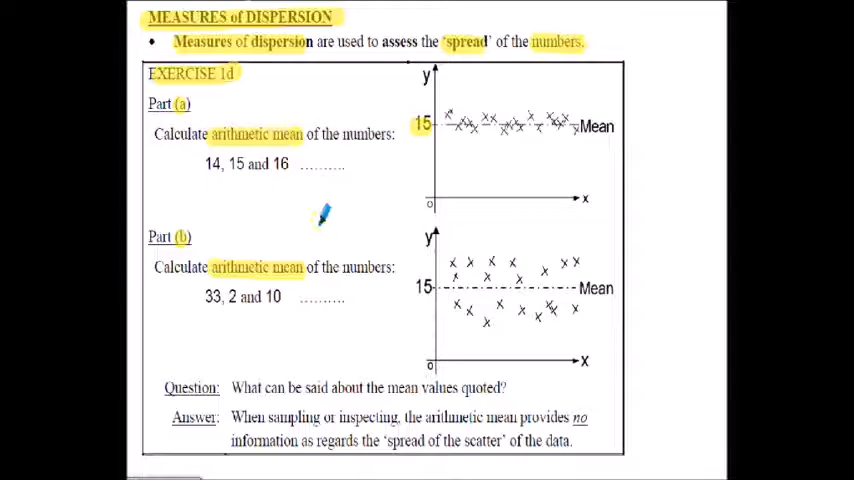 MEASURES of DISPERSION
• Measures of dispersion are used to assess the 'spread' of the numbers.
EXERCISE 1d
Part (a)
Calculate arithmetic mean of the numbers:
14, 15 and 16 ..........
y
15
Mean
o
x
Part (b)
Calculate arithmetic mean of the numbers:
33, 2 and 10 ..........
y
15
Mean
o
x
Question: What can be said about the mean values quoted?
Answer: When sampling or inspecting, the arithmetic mean provides no
information as regards the 'spread of the scatter' of the data.